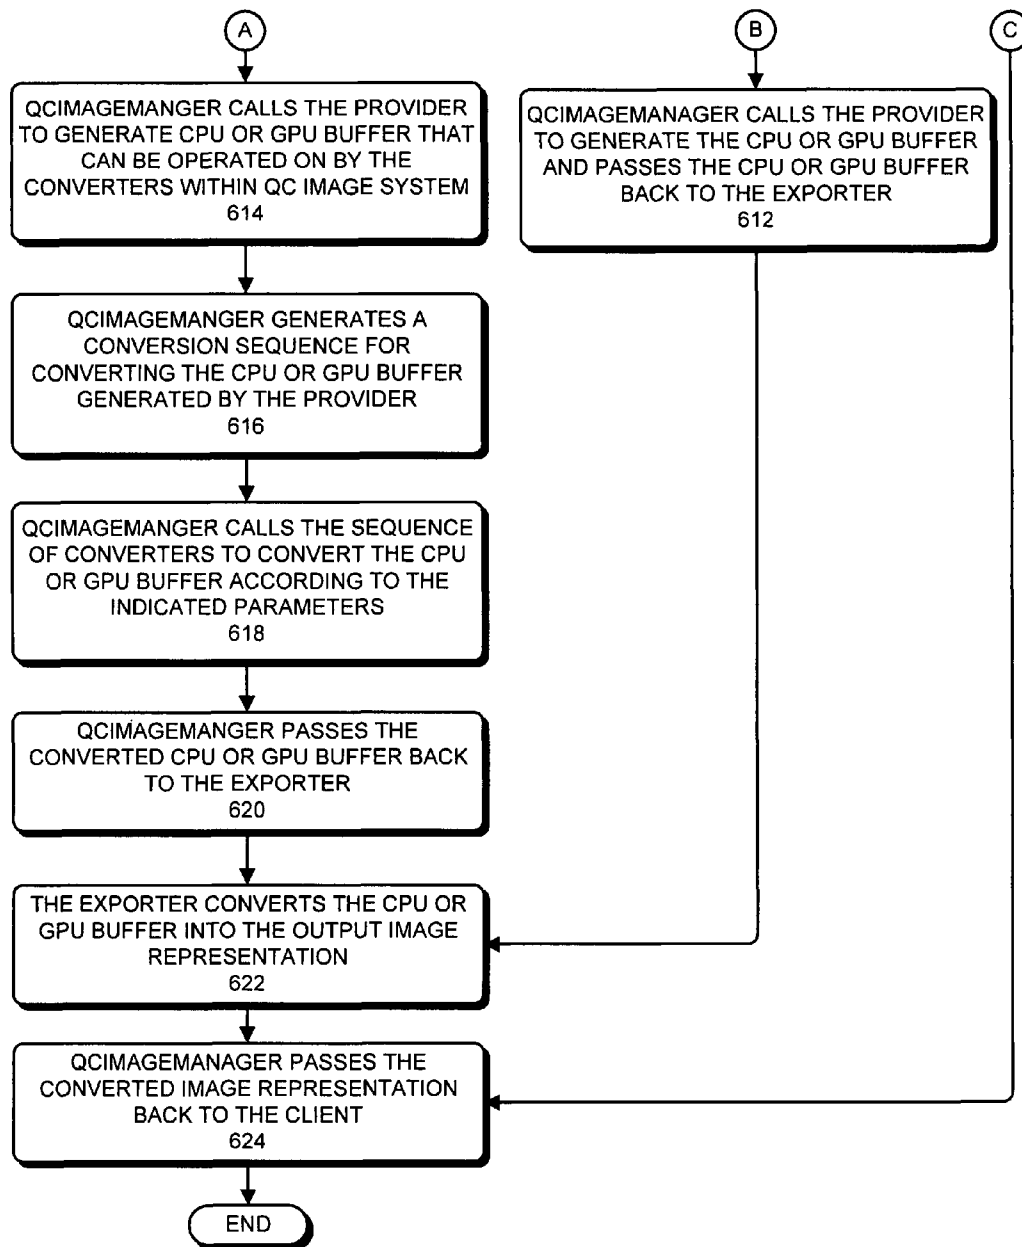 A
B
C
QCIMAGEMANGER CALLS THE PROVIDER
TO GENERATE CPU OR GPU BUFFER THAT
CAN BE OPERATED ON BY THE
CONVERTERS WITHIN QC IMAGE SYSTEM
614
QCIMAGEMANAGER CALLS THE PROVIDER
TO GENERATE THE CPU OR GPU BUFFER
AND PASSES THE CPU OR GPU BUFFER
BACK TO THE EXPORTER
612
QCIMAGEMANGER GENERATES A
CONVERSION SEQUENCE FOR
CONVERTING THE CPU OR GPU BUFFER
GENERATED BY THE PROVIDER
616
QCIMAGEMANGER CALLS THE SEQUENCE
OF CONVERTERS TO CONVERT THE CPU
OR GPU BUFFER ACCORDING TO THE
INDICATED PARAMETERS
618
QCIMAGEMANGER PASSES THE
CONVERTED CPU OR GPU BUFFER BACK
TO THE EXPORTER
620
THE EXPORTER CONVERTS THE CPU OR
GPU BUFFER INTO THE OUTPUT IMAGE
REPRESENTATION
622
QCIMAGEMANAGER PASSES THE
CONVERTED IMAGE REPRESENTATION
BACK TO THE CLIENT
624
END